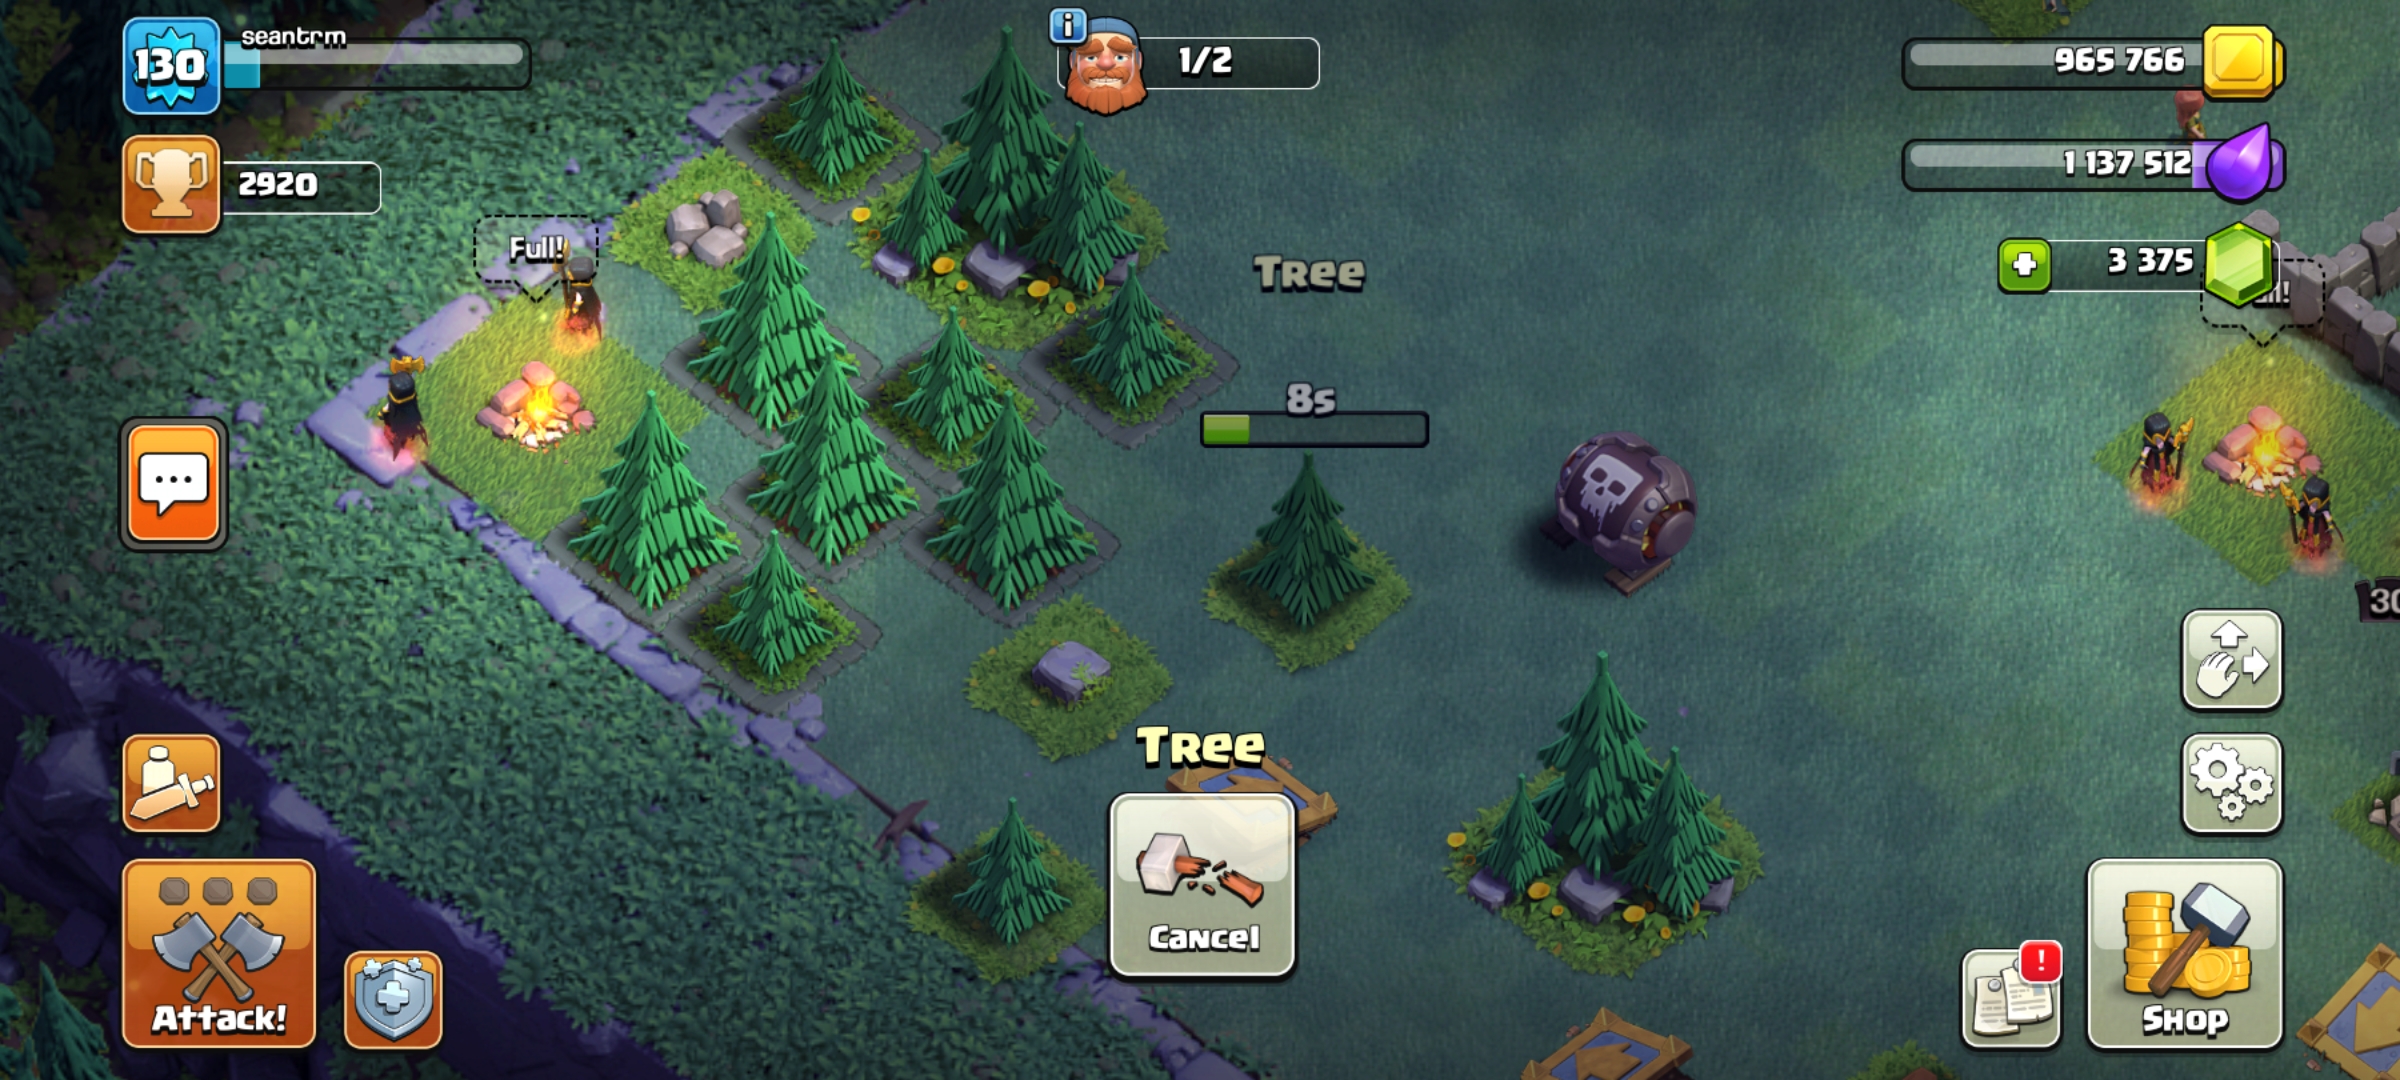 130
seantrm
1/2
965 766
2920
1 137 512
Full!
3 375
Tree
8s
30
Tree
Cancel
Attack!
!
Shop